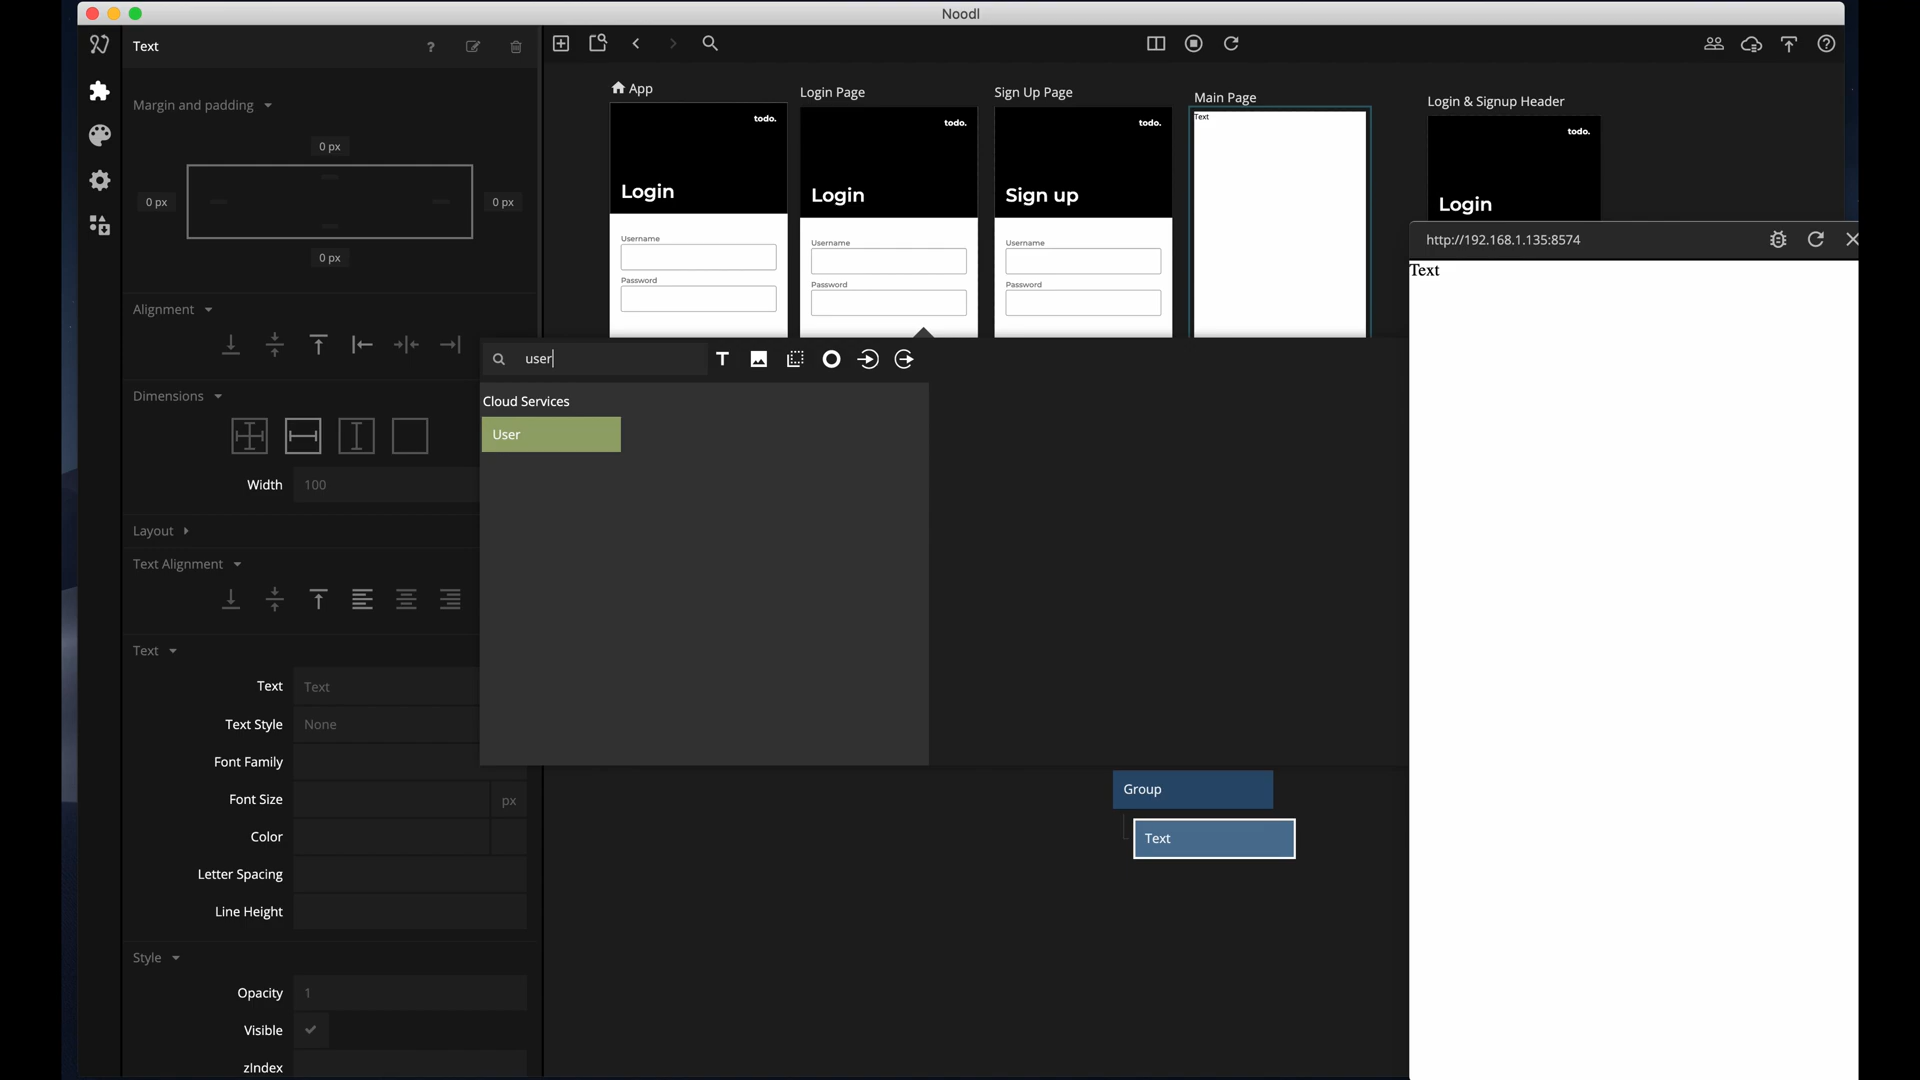 Noodl
Text
?
Margin and padding
0 px
0 px
0 px
0 px
Alignment
Dimensions
Width
100
Layout
Text Alignment
Text
Text
Text
Text Style
None
Font Family
Font Size
px
Color
Letter Spacing
Line Height
Style
Opacity
1
Visible
zIndex
App
todo.
Login
Username
Password
Login Page
todo.
Login
Username
Password
Sign Up Page
todo.
Sign up
Username
Password
Main Page
Text
Login & Signup Header
todo.
Login
user
T
Cloud Services
User
Group
Text
http://192.168.1.135:8574
Text